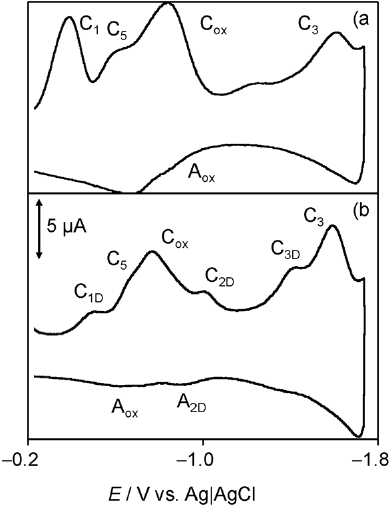 (a
C1 C5 Cox C3
Aox
5 µA
(b
C1D C5 Cox C2D C3D C3
Aox A2D
−0.2 −1.0 −1.8
E / V vs. Ag|AgCl